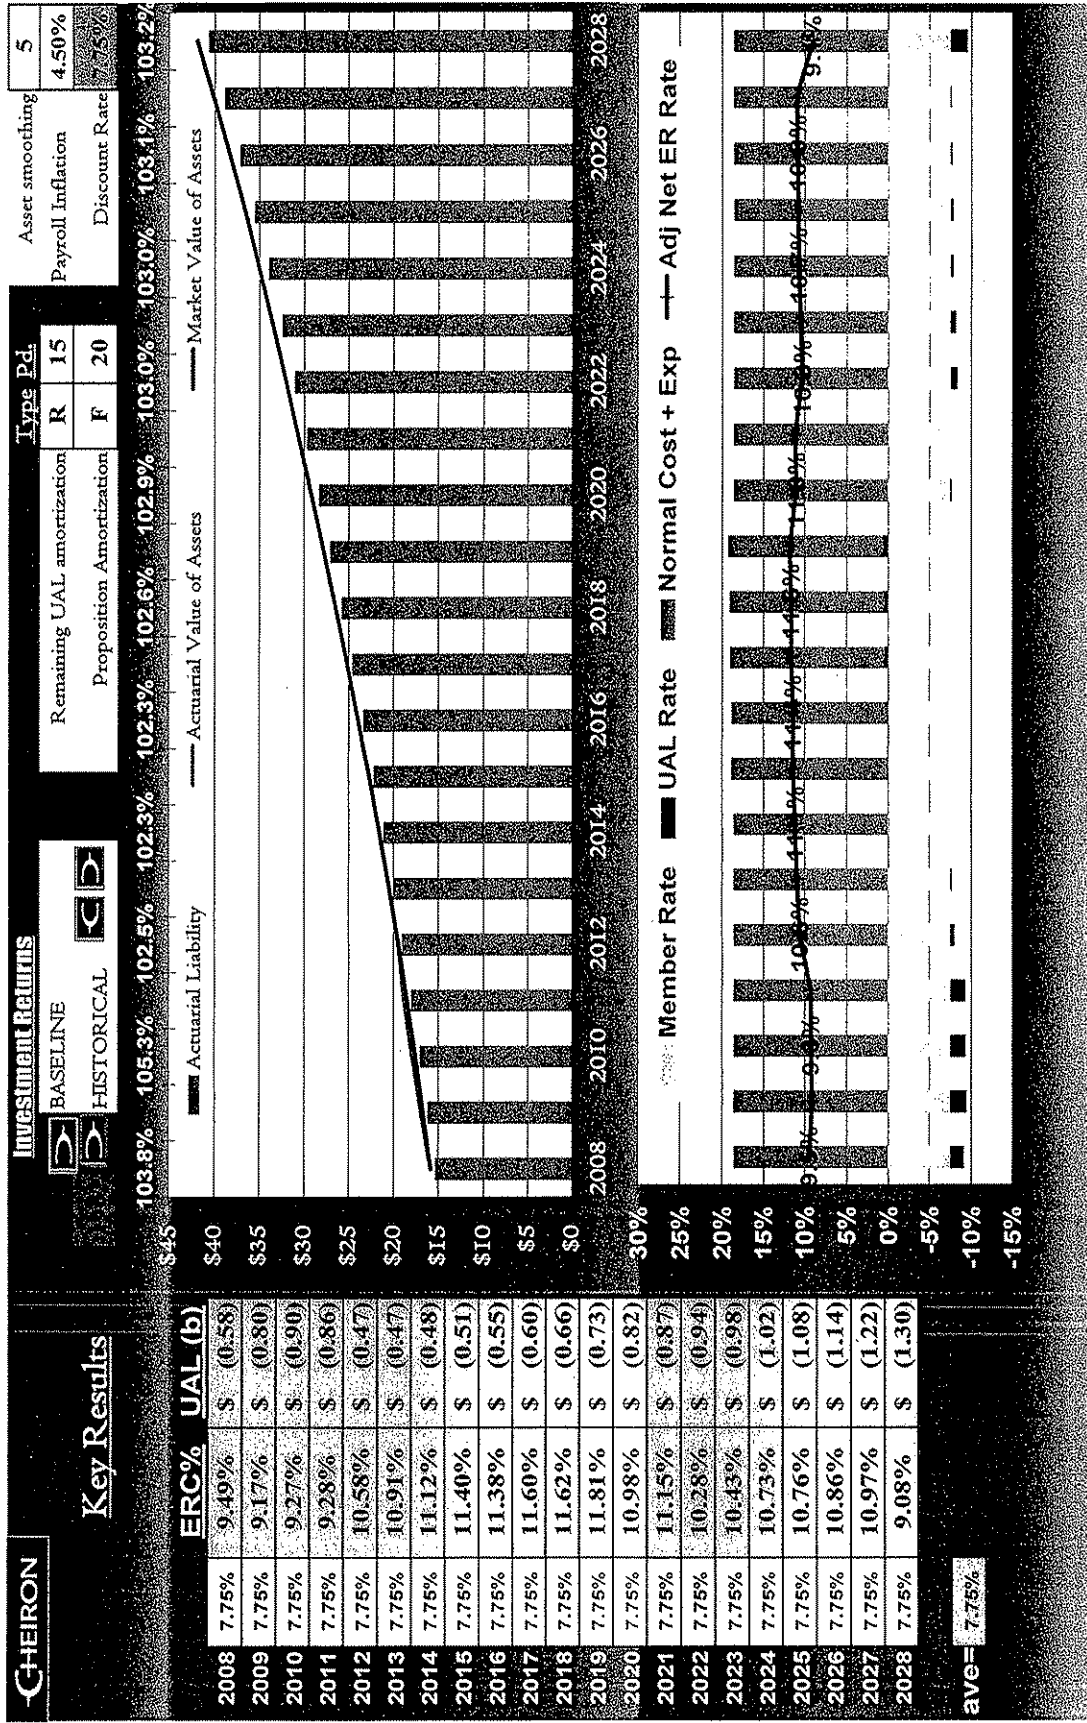 CHEIRON
Key Results
ERC% UAL (b)
2008 7.75% 9.49% $ (0.58)
2009 7.75% 9.17% $ (0.80)
2010 7.75% 9.27% $ (0.90)
2011 7.75% 9.28% $ (0.86)
2012 7.75% 10.58% $ (0.47)
2013 7.75% 10.91% $ (0.47)
2014 7.75% 11.12% $ (0.48)
2015 7.75% 11.40% $ (0.51)
2016 7.75% 11.38% $ (0.55)
2017 7.75% 11.60% $ (0.60)
2018 7.75% 11.62% $ (0.66)
2019 7.75% 11.81% $ (0.73)
2020 7.75% 10.98% $ (0.82)
2021 7.75% 11.15% $ (0.87)
2022 7.75% 10.28% $ (0.94)
2023 7.75% 10.43% $ (0.98)
2024 7.75% 10.73% $ (1.02)
2025 7.75% 10.76% $ (1.08)
2026 7.75% 10.86% $ (1.14)
2027 7.75% 10.97% $ (1.22)
2028 7.75% 9.08% $ (1.30)
ave= 7.75%
Investment Returns
BASELINE
HISTORICAL
Type Pd.
Remaining UAL amortization R 15
Proposition Amortization F 20
Asset smoothing 5
Payroll Inflation 4.50%
Discount Rate 7.75%
103.8% 105.3% 102.5% 102.3% 102.3% 102.6% 102.9% 103.0% 103.0% 103.1% 103.2%
Actuarial Liability Actuarial Value of Assets Market Value of Assets
$45
$40
$35
$30
$25
$20
$15
$10
$5
$0
2008 2010 2012 2014 2016 2018 2020 2022 2024 2026 2028
Member Rate UAL Rate Normal Cost + Exp Adj Net ER Rate
30%
25%
20%
15%
10%
5%
0%
-5%
-10%
-15%